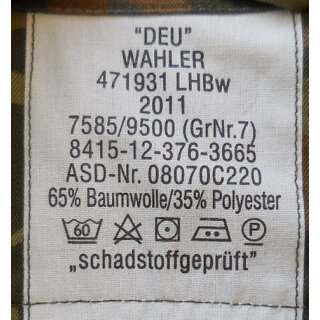 "DEU"
WAHLER
471931 LHBw
2011
7585/9500 (GrNr.7)
8415-12-376-3665
ASD-Nr. 08070C220
65% Baumwolle/35% Polyester
60 P
„schadstoffgeprüft"